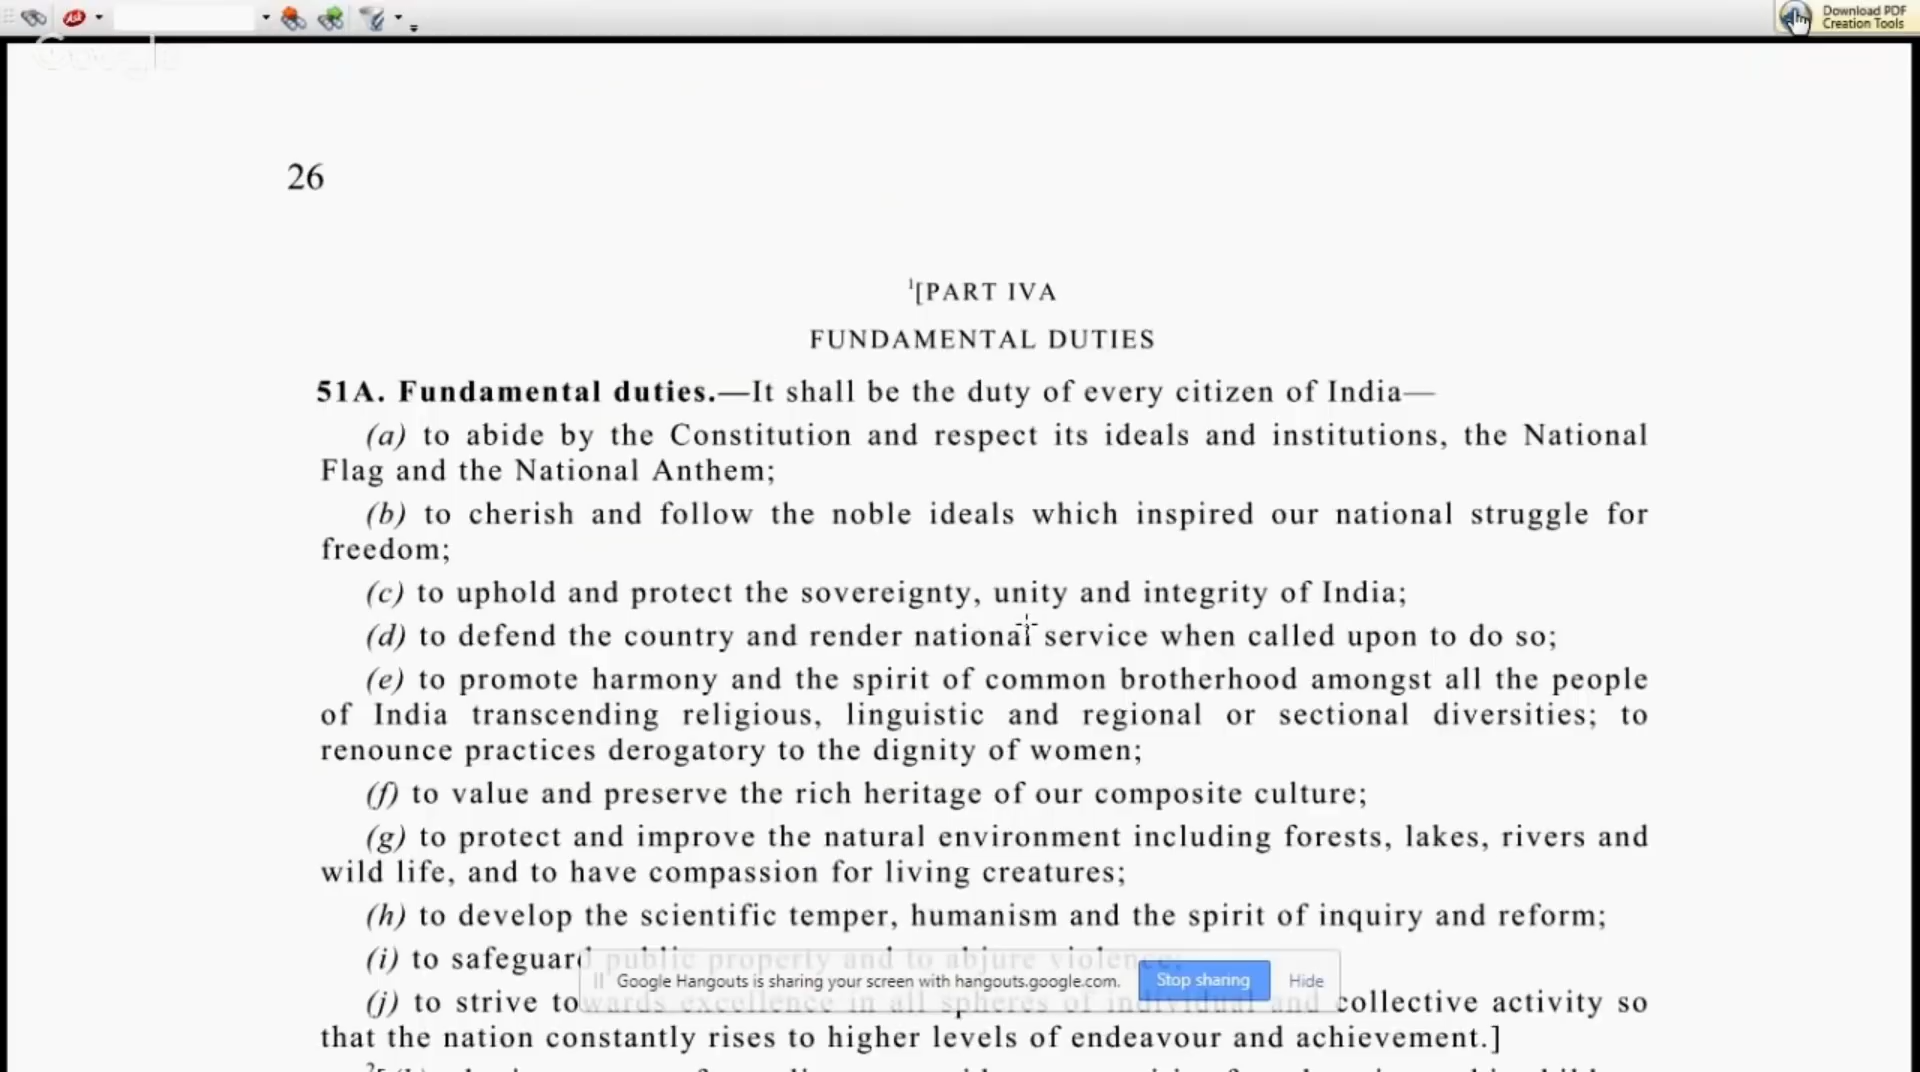 Ask
Download PDF
Creation Tools
Google
26
1[PART IVA
FUNDAMENTAL DUTIES
51A. Fundamental duties.—It shall be the duty of every citizen of India—
(a) to abide by the Constitution and respect its ideals and institutions, the National
Flag and the National Anthem;
(b) to cherish and follow the noble ideals which inspired our national struggle for
freedom;
(c) to uphold and protect the sovereignty, unity and integrity of India;
(d) to defend the country and render national service when called upon to do so;
(e) to promote harmony and the spirit of common brotherhood amongst all the people
of India transcending religious, linguistic and regional or sectional diversities; to
renounce practices derogatory to the dignity of women;
(f) to value and preserve the rich heritage of our composite culture;
(g) to protect and improve the natural environment including forests, lakes, rivers and
wild life, and to have compassion for living creatures;
(h) to develop the scientific temper, humanism and the spirit of inquiry and reform;
(i) to safeguard public property and to abjure violence;
Google Hangouts is sharing your screen with hangouts.google.com. Stop sharing Hide
(j) to strive towards excellence in all spheres of individual and collective activity so
that the nation constantly rises to higher levels of endeavour and achievement.]